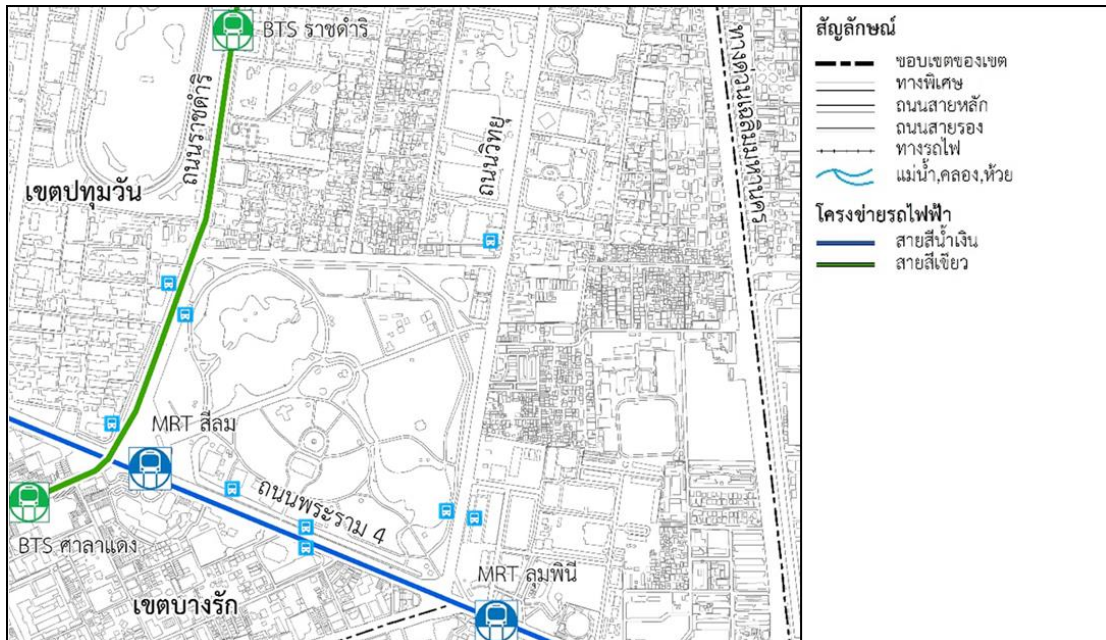 BTS ราชดำริ
ถนนราชดำริ
ถนนวิทยุ
ทางด่วนเฉลิมมหานคร
เขตปทุมวัน
MRT สีลม
ถนนพระราม 4
BTS ศาลาแดง
MRT ลุมพินี
เขตบางรัก
สัญลักษณ์
ขอบเขตของเขต
ทางพิเศษ
ถนนสายหลัก
ถนนสายรอง
ทางรถไฟ
แม่น้ำ,คลอง,ห้วย
โครงข่ายรถไฟฟ้า
สายสีน้ำเงิน
สายสีเขียว